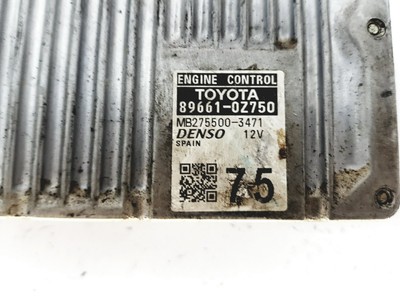 ENGINE CONTROL
TOYOTA
89661-0Z750
MB275500-3471
DENSO 12V
SPAIN
75